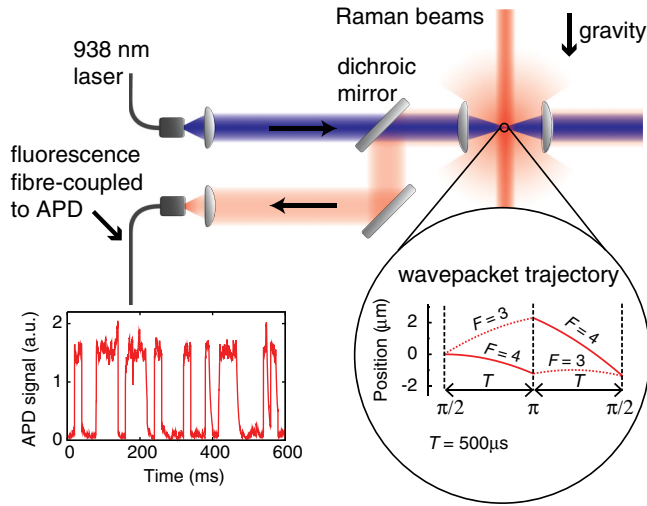 Raman beams
gravity
938 nm
laser
dichroic
mirror
fluorescence
fibre-coupled
to APD
wavepacket trajectory
Position (μm)
2
0
-2
F = 3
F = 4
F = 4
F = 3
T
T
π/2
π
π/2
T = 500μs
APD signal (a.u.)
2
1
0
0
200
400
600
Time (ms)